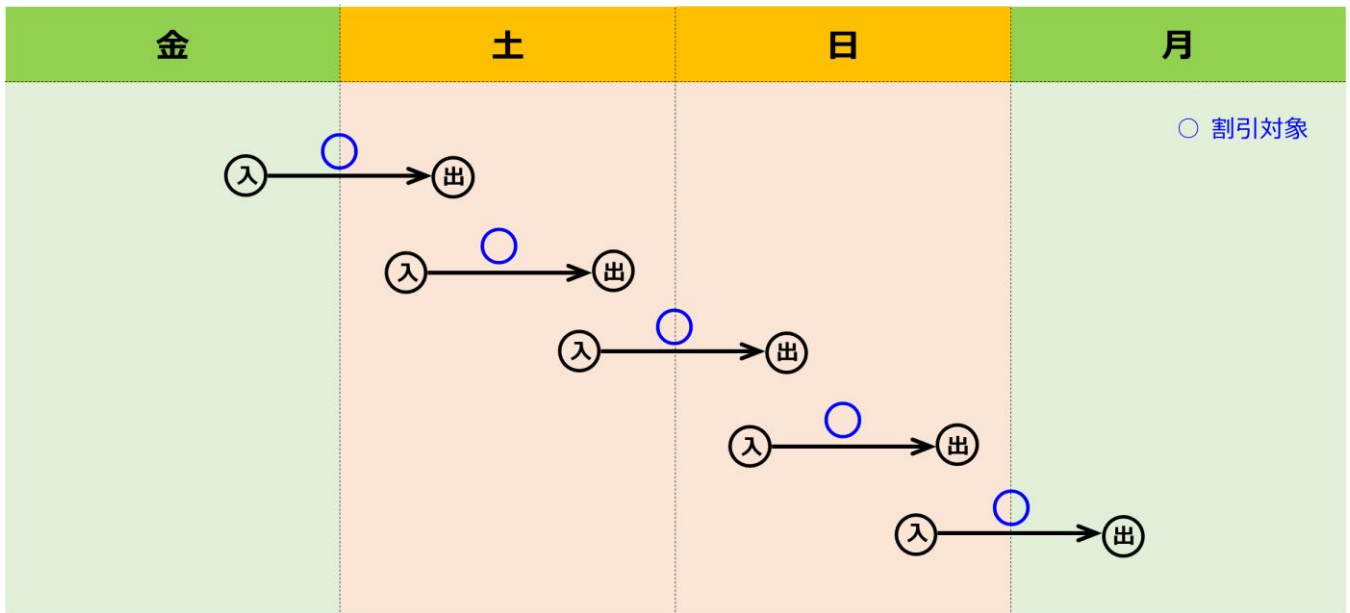 金 土 日 月
○ 割引対象
入 出
入 出
入 出
入 出
入 出